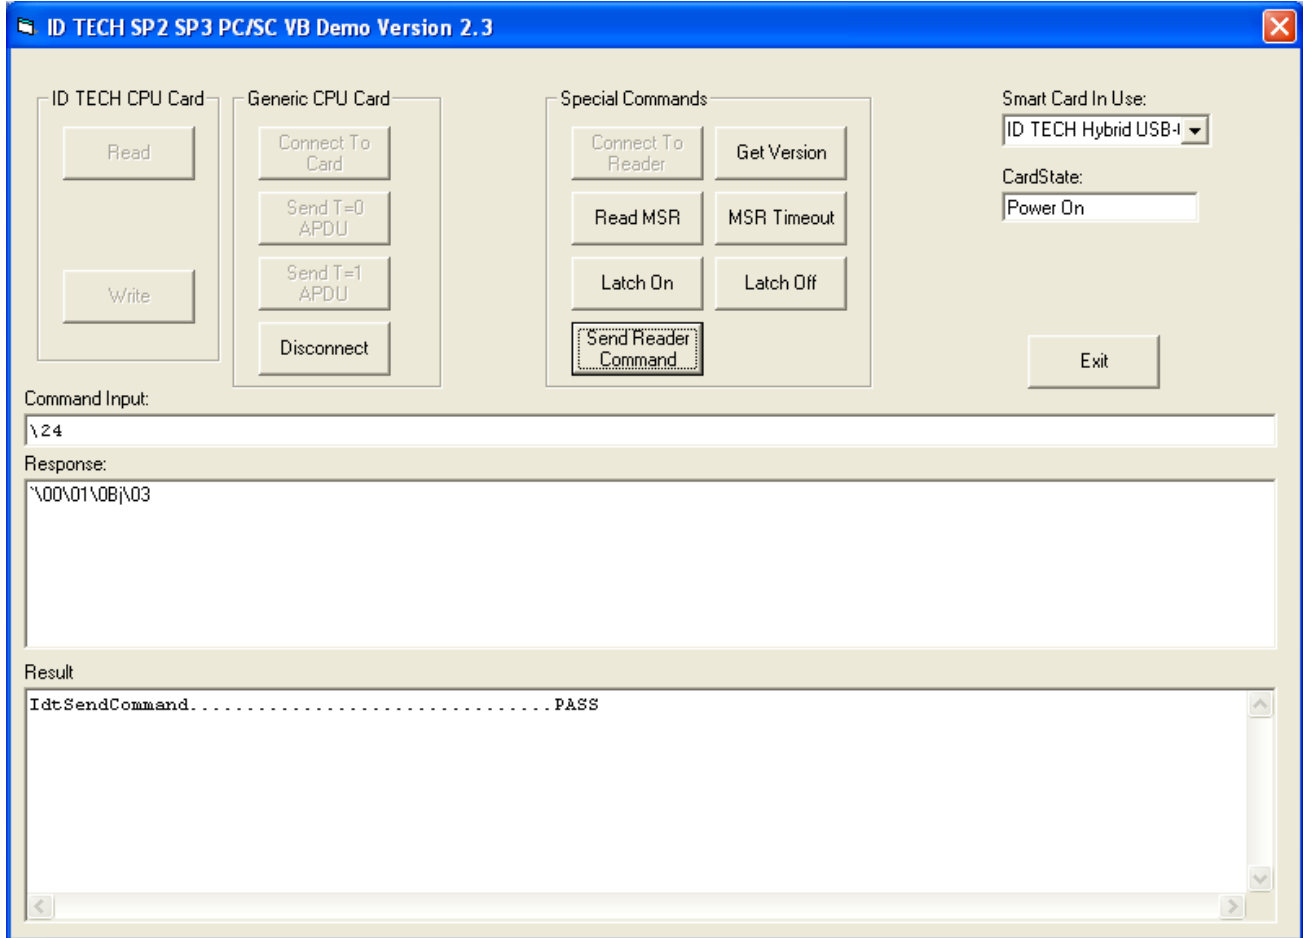 ID TECH SP2 SP3 PC/SC VB Demo Version 2.3
ID TECH CPU Card
Read
Write
Generic CPU Card
Connect To
Card
Send T=0
APDU
Send T=1
APDU
Disconnect
Special Commands
Connect To
Reader
Get Version
Read MSR
MSR Timeout
Latch On
Latch Off
Send Reader
Command
Smart Card In Use:
ID TECH Hybrid USB-
CardState:
Power On
Exit
Command Input:
\24
Response:
`\00\01\0Bj\03
Result
IdtSendCommand................................PASS